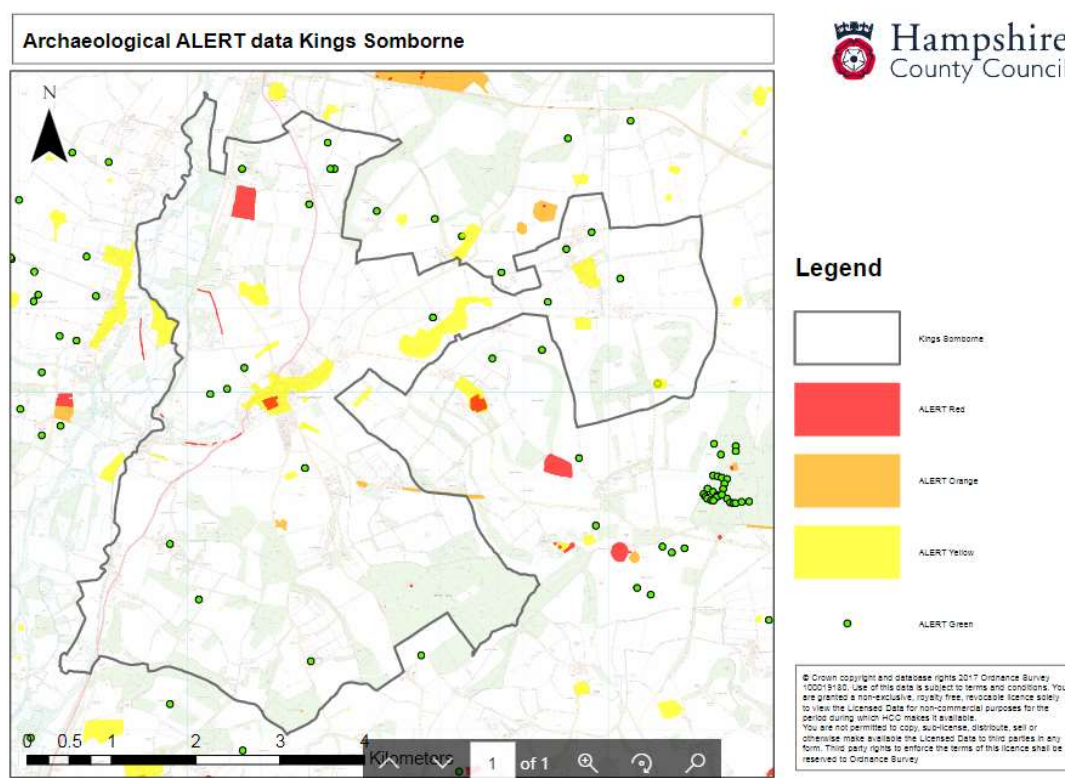 Archaeological ALERT data Kings Somborne
Hampshire
County Council
N
Legend
Kings Somborne
ALERT Red
ALERT Orange
ALERT Yellow
ALERT Green
0 0.5 1 2 3 4
Kilometers
1 of 1
© Crown copyright and database rights 2017 Ordnance Survey
100019180. Use of this data is subject to terms and conditions. You
are granted a non-exclusive, royalty free, revocable licence solely
to view the Licensed Data for non-commercial purposes for the
period during which HCC makes it available.
You are not permitted to copy, sub-license, distribute, sell or
otherwise make available the Licensed Data to third parties in any
form. Third party rights to enforce the terms of this licence shall be
reserved to Ordnance Survey